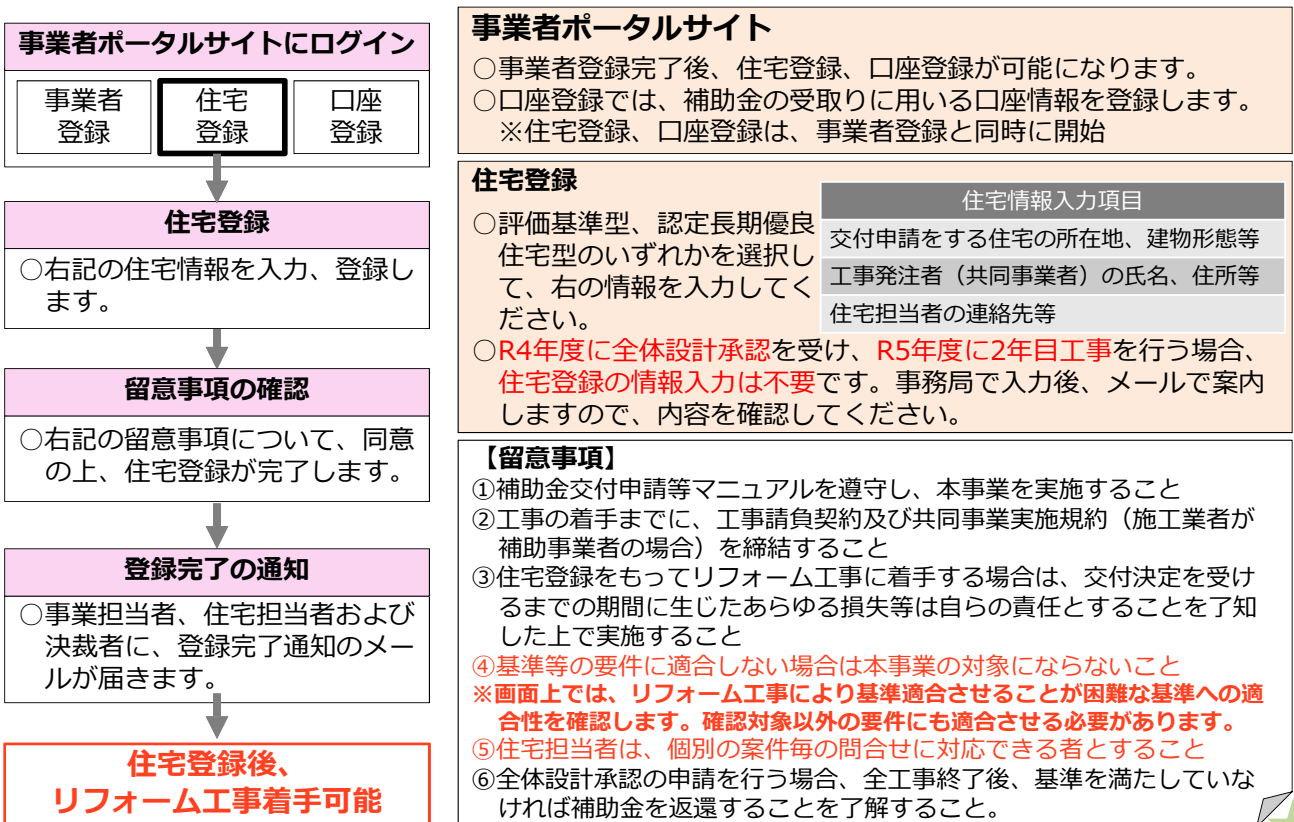 事業者ポータルサイトにログイン
事業者
登録
住宅
登録
口座
登録
住宅登録
○右記の住宅情報を入力、登録し
ます。
留意事項の確認
○右記の留意事項について、同意
の上、住宅登録が完了します。
登録完了の通知
○事業担当者、住宅担当者および
決裁者に、登録完了通知のメー
ルが届きます。
住宅登録後、
リフォーム工事着手可能
事業者ポータルサイト
○事業者登録完了後、住宅登録、口座登録が可能になります。
○口座登録では、補助金の受取りに用いる口座情報を登録します。
※住宅登録、口座登録は、事業者登録と同時に開始
住宅登録
○評価基準型、認定長期優良
住宅型のいずれかを選択し
て、右の情報を入力してく
ださい。
住宅情報入力項目
交付申請をする住宅の所在地、建物形態等
工事発注者（共同事業者）の氏名、住所等
住宅担当者の連絡先等
○R4年度に全体設計承認を受け、R5年度に2年目工事を行う場合、
住宅登録の情報入力は不要です。事務局で入力後、メールで案内
しますので、内容を確認してください。
【留意事項】
①補助金交付申請等マニュアルを遵守し、本事業を実施すること
②工事の着手までに、工事請負契約及び共同事業実施規約（施工業者が
補助事業者の場合）を締結すること
③住宅登録をもってリフォーム工事に着手する場合は、交付決定を受け
るまでの期間に生じたあらゆる損失等は自らの責任とすることを了知
した上で実施すること
④基準等の要件に適合しない場合は本事業の対象にならないこと
※画面上では、リフォーム工事により基準適合させることが困難な基準への適
合性を確認します。確認対象以外の要件にも適合させる必要があります。
⑤住宅担当者は、個別の案件毎の問合せに対応できる者とすること
⑥全体設計承認の申請を行う場合、全工事終了後、基準を満たしていな
ければ補助金を返還することを了解すること。